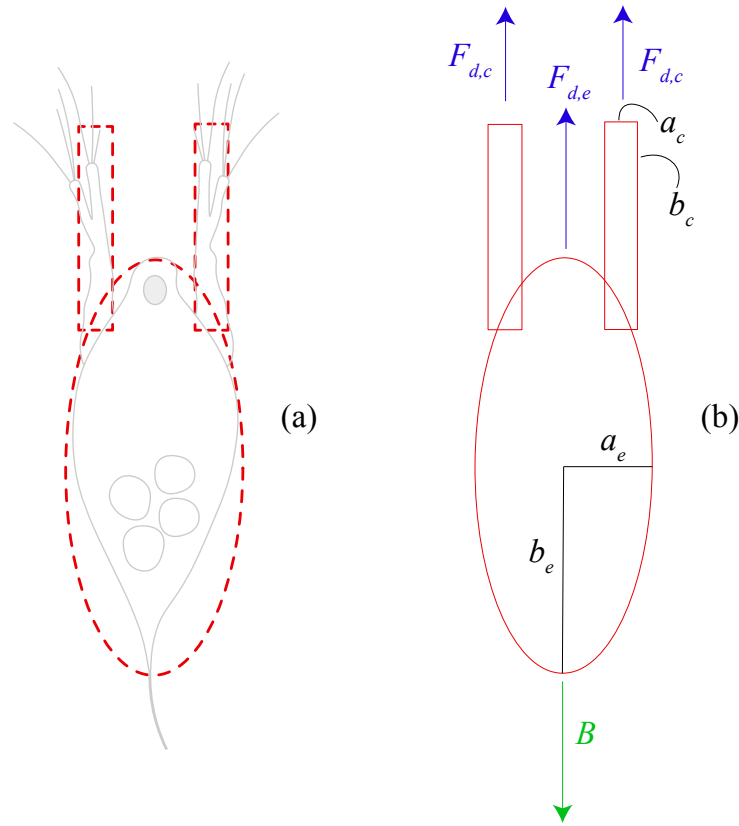 F_{d,c}
F_{d,e}
F_{d,c}
a_c
b_c
(a)
(b)
a_e
b_e
B